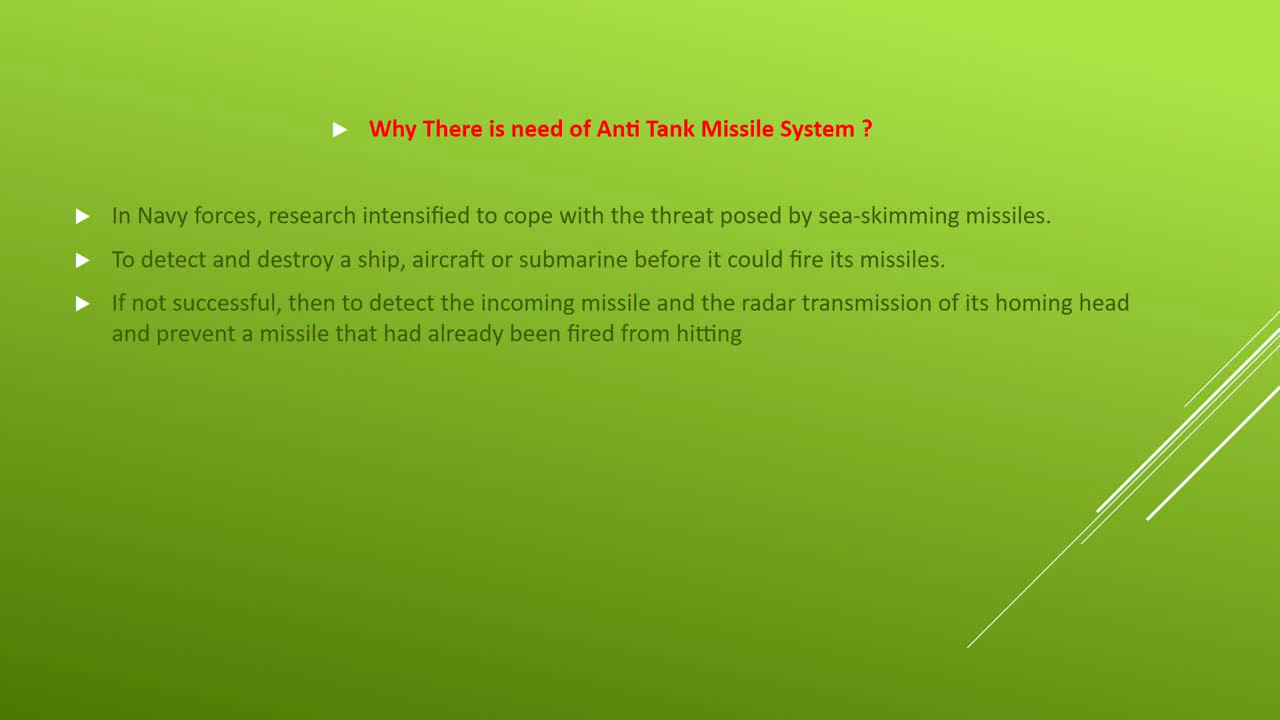 Why There is need of Anti Tank Missile System ?
In Navy forces, research intensified to cope with the threat posed by sea-skimming missiles.
To detect and destroy a ship, aircraft or submarine before it could fire its missiles.
If not successful, then to detect the incoming missile and the radar transmission of its homing head
and prevent a missile that had already been fired from hitting